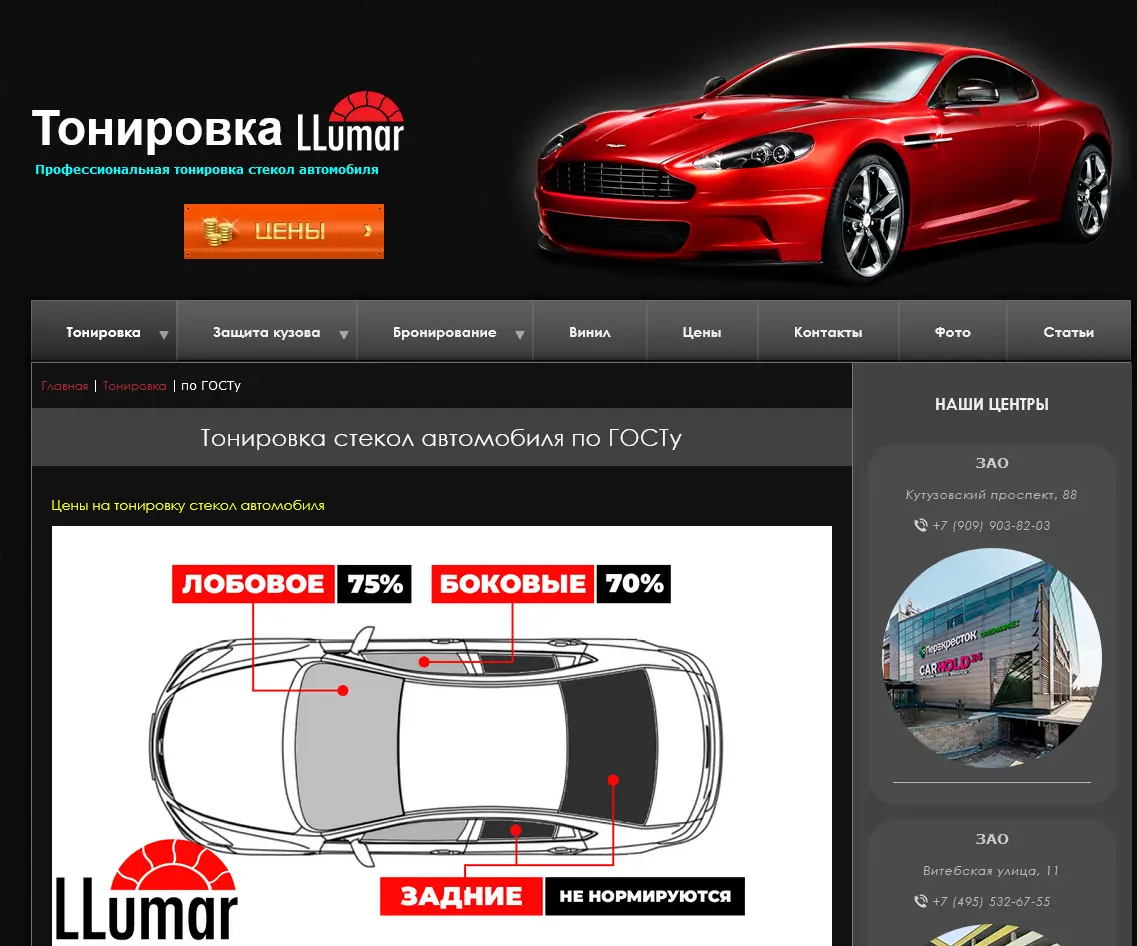 Тонировка LLumar
Профессиональная тонировка стекол автомобиля
ЦЕНЫ
Тонировка Защита кузова Бронирование Винил Цены Контакты Фото Статьи
Главная | Тонировка | по ГОСТу
Тонировка стекол автомобиля по ГОСТу
Цены на тонировку стекол автомобиля
ЛОБОВОЕ 75% БОКОВЫЕ 70%
ЗАДНИЕ НЕ НОРМИРУЮТСЯ
LLumar
НАШИ ЦЕНТРЫ
ЗАО
Кутузовский проспект, 88
+7 (909) 903-82-03
Перекресток СУПЕРМАРКЕТ
CARHOLD24
ЗАО
Витебская улица, 11
+7 (495) 532-67-55